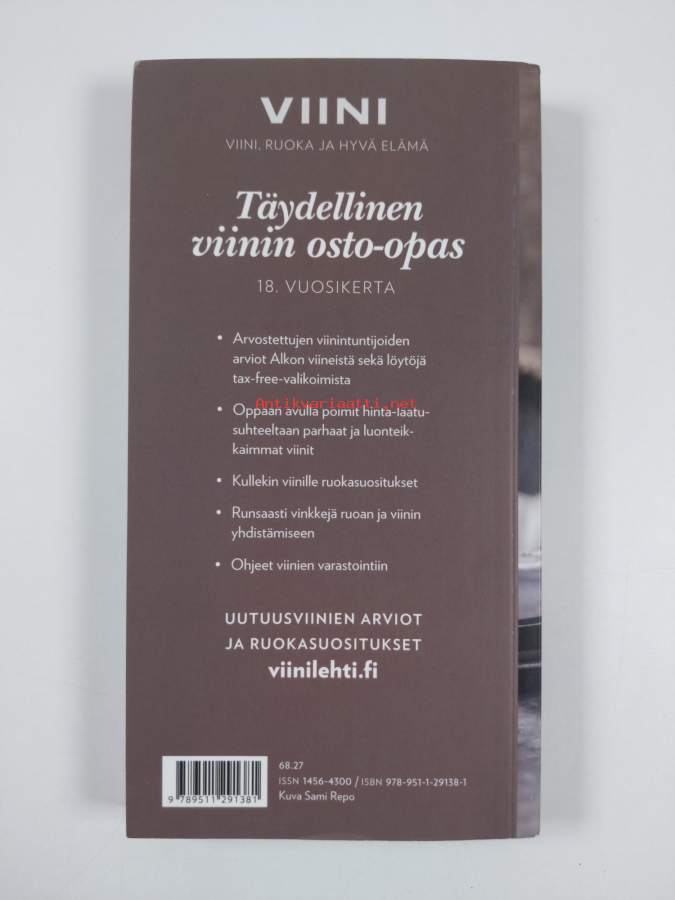 VIINI
VIINI, RUOKA JA HYVÄ ELÄMÄ
Täydellinen
viinin osto-opas
18. VUOSIKERTA
• Arvostettujen viinintuntijoiden
arviot Alkon viineistä sekä löytöjä
tax-free-valikoimista
Antikvariaatti.net
• Oppaan avulla poimit hinta-laatu-
suhteeltaan parhaat ja luonteik-
kaimmat viinit
• Kullekin viinille ruokasuositukset
• Runsaasti vinkkejä ruoan ja viinin
yhdistämiseen
• Ohjeet viinien varastointiin
UUTUUSVIINIEN ARVIOT
JA RUOKASUOSITUKSET
viinilehti.fi
68.27
ISSN 1456-4300 / ISBN 978-951-1-29138-1
Kuva Sami Repo
9 789511 291381